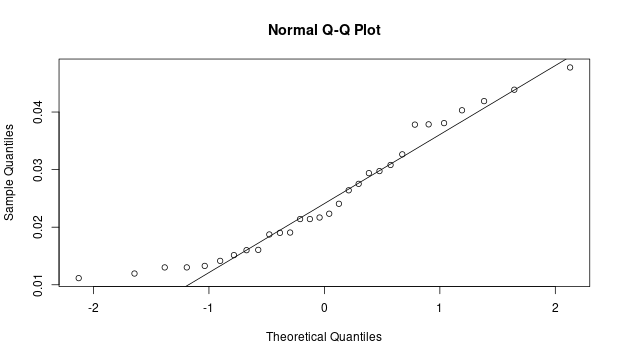 Normal Q-Q Plot
Sample Quantiles
0.04
0.03
0.02
0.01
-2 -1 0 1 2
Theoretical Quantiles